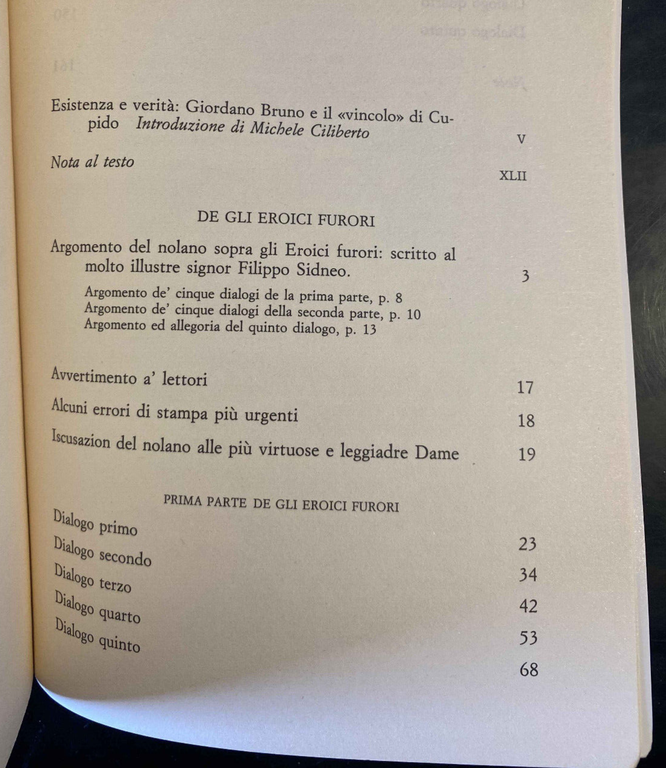 Esistenza e verità: Giordano Bruno e il «vincolo» di Cu-
pido Introduzione di Michele Ciliberto V
Nota al testo XLII
DE GLI EROICI FURORI
Argomento del nolano sopra gli Eroici furori: scritto al
molto illustre signor Filippo Sidneo. 3
Argomento de' cinque dialogi de la prima parte, p. 8
Argomento de' cinque dialogi della seconda parte, p. 10
Argomento ed allegoria del quinto dialogo, p. 13
Avvertimento a' lettori 17
Alcuni errori di stampa più urgenti 18
Iscusazion del nolano alle più virtuose e leggiadre Dame 19
PRIMA PARTE DE GLI EROICI FURORI
Dialogo primo 23
Dialogo secondo 34
Dialogo terzo 42
Dialogo quarto 53
Dialogo quinto 68